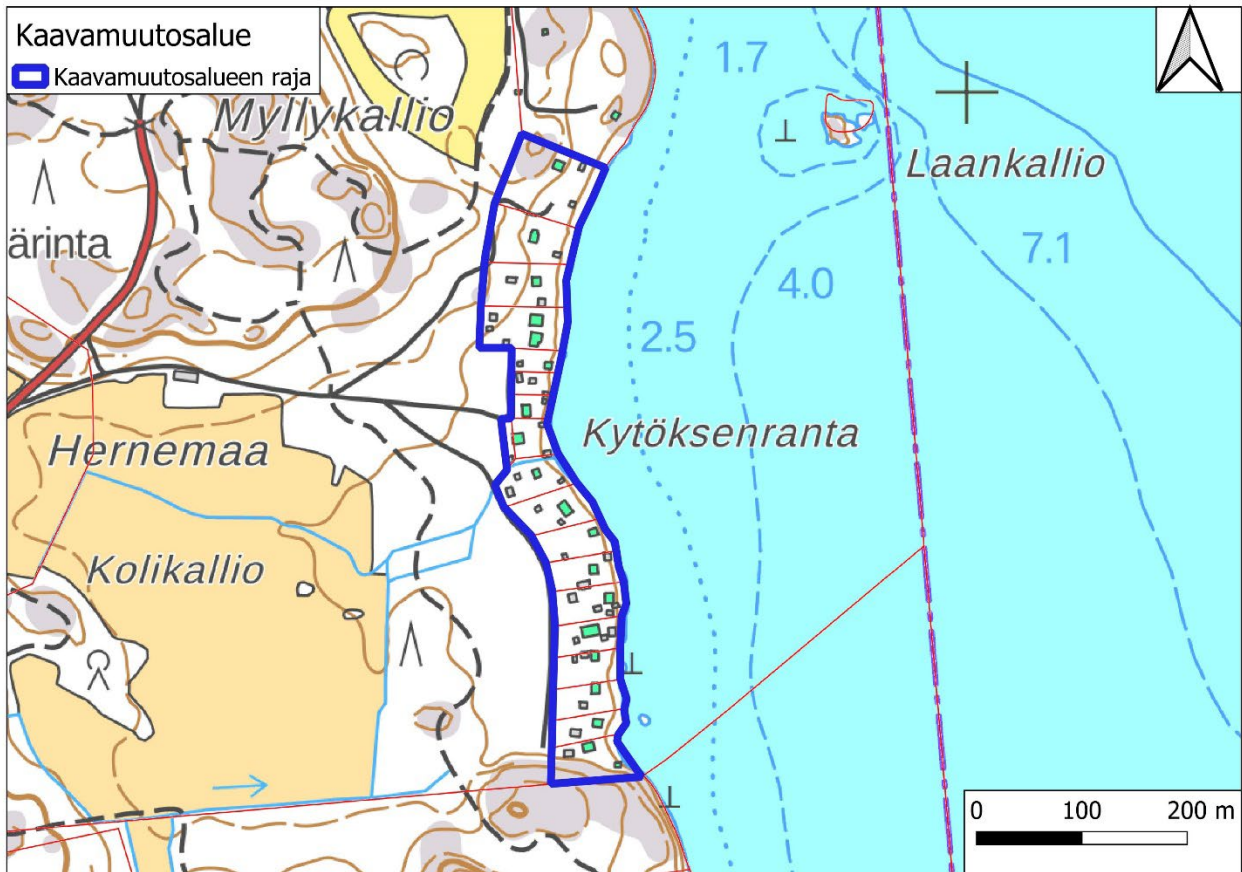 Kaavamuutosalue
Kaavamuutosalueen raja
Myllykallio
1.7
Laankallio
ärinta
7.1
4.0
2.5
Kytöksenranta
Hernemaa
Kolikallio
0 100 200 m